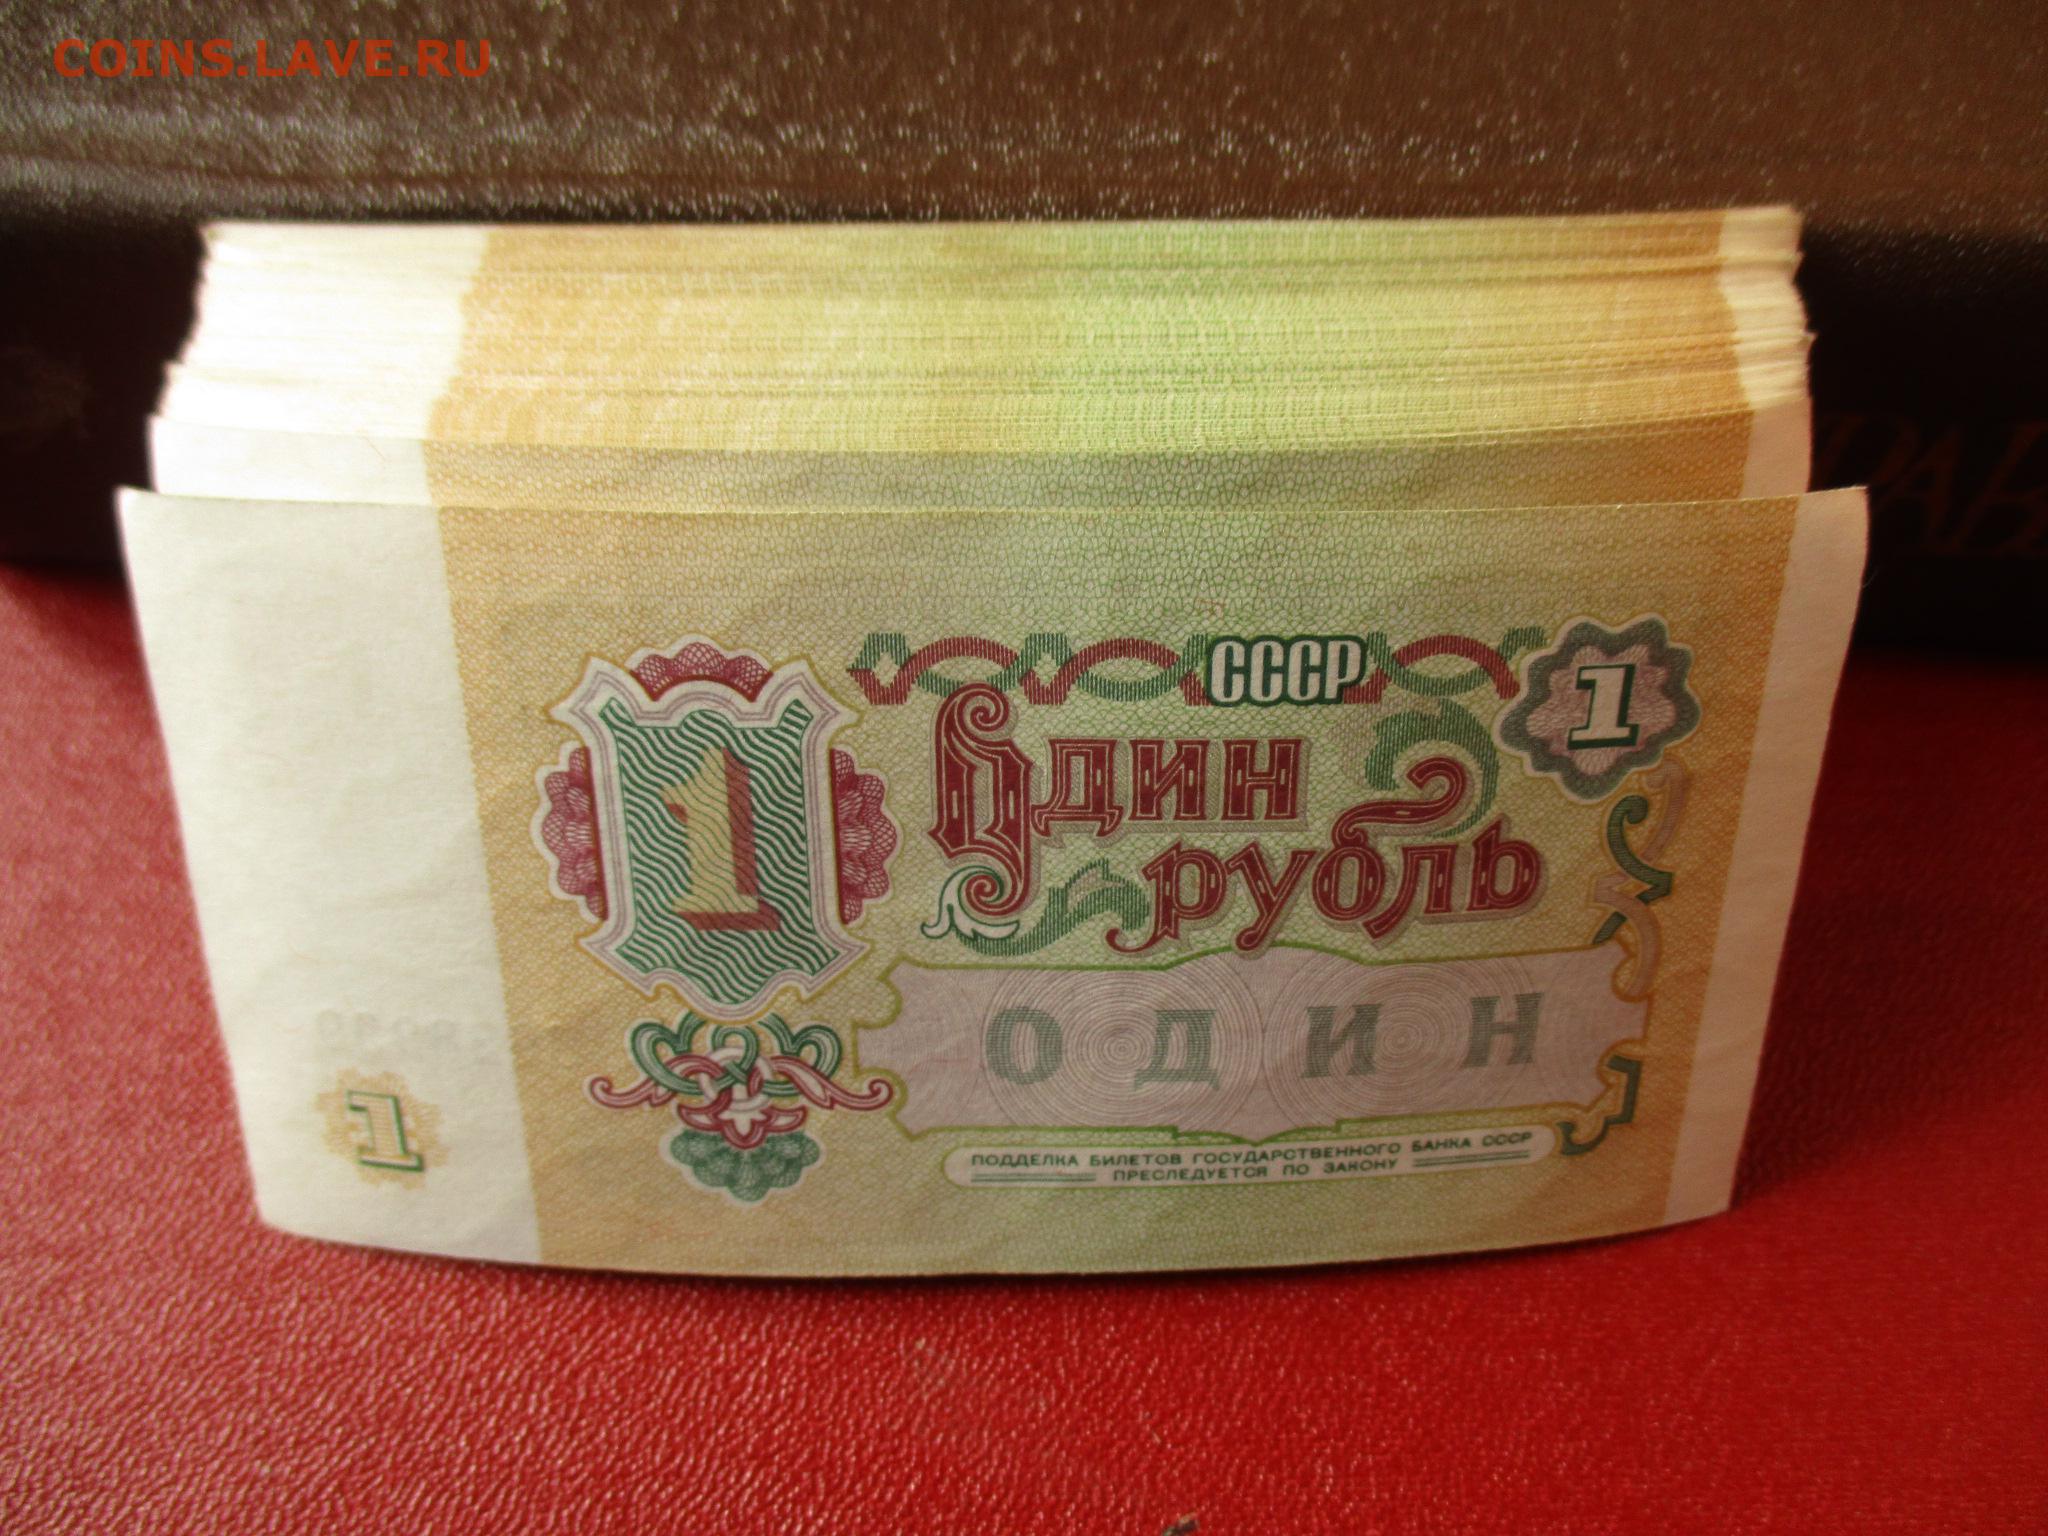 COINS.LAVE.RU
СССР
1
1
Один
рубль
ОДИН
1
ПОДДЕЛКА БИЛЕТОВ ГОСУДАРСТВЕННОГО БАНКА СССР
ПРЕСЛЕДУЕТСЯ ПО ЗАКОНУ